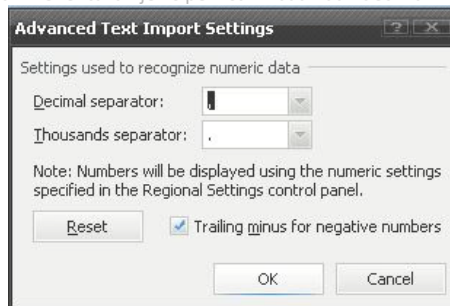 Advanced Text Import Settings
Settings used to recognize numeric data
Decimal separator: ,
Thousands separator: .
Note: Numbers will be displayed using the numeric settings
specified in the Regional Settings control panel.
Reset
Trailing minus for negative numbers
OK
Cancel